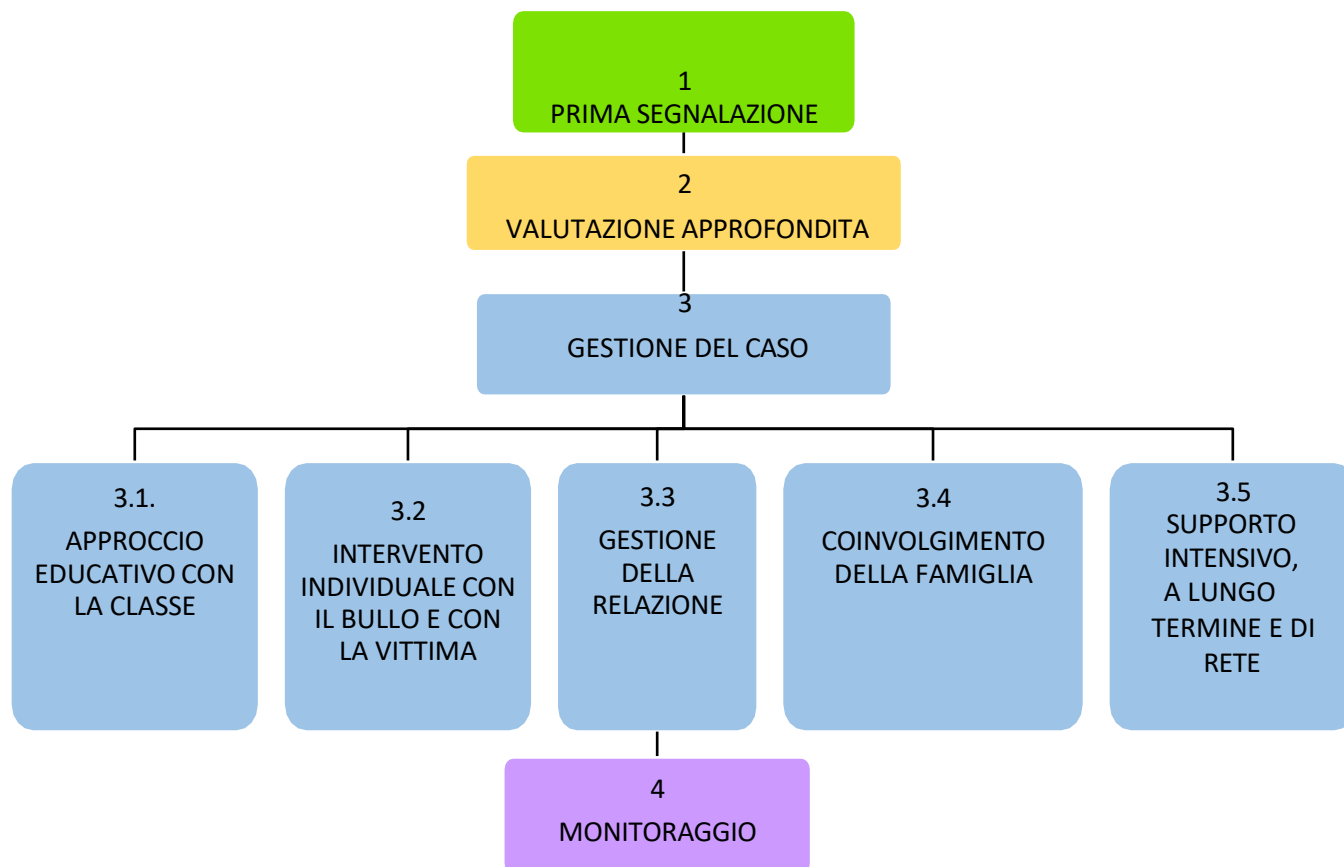 1
PRIMA SEGNALAZIONE
2
VALUTAZIONE APPROFONDITA
3
GESTIONE DEL CASO
3.1.
APPROCCIO
EDUCATIVO CON
LA CLASSE
3.2
INTERVENTO
INDIVIDUALE CON
IL BULLO E CON
LA VITTIMA
3.3
GESTIONE
DELLA
RELAZIONE
3.4
COINVOLGIMENTO
DELLA FAMIGLIA
3.5
SUPPORTO
INTENSIVO,
A LUNGO
TERMINE E DI
RETE
4
MONITORAGGIO